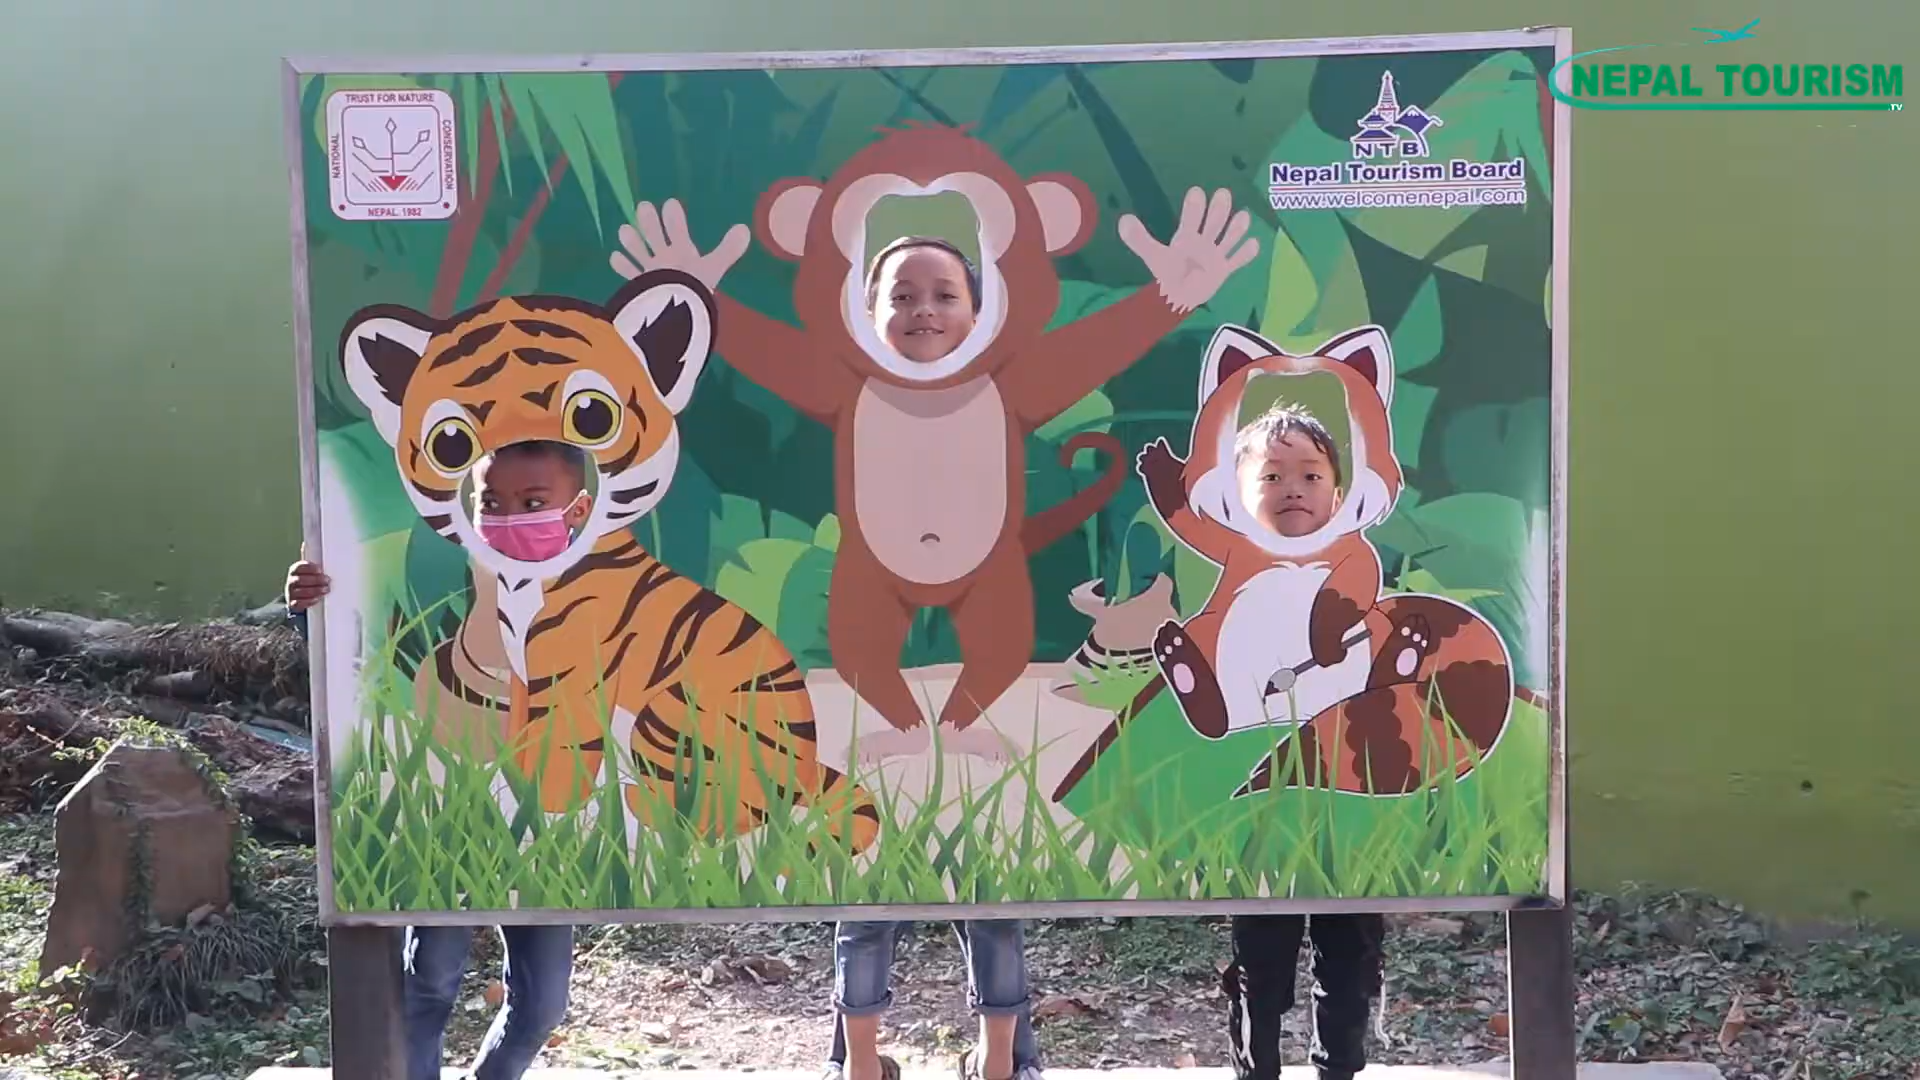 TRUST FOR NATURE
NATIONAL
CONSERVATION
NEPAL. 1982
NTB
Nepal Tourism Board
www.welcomenepal.com
NEPAL TOURISM
.TV